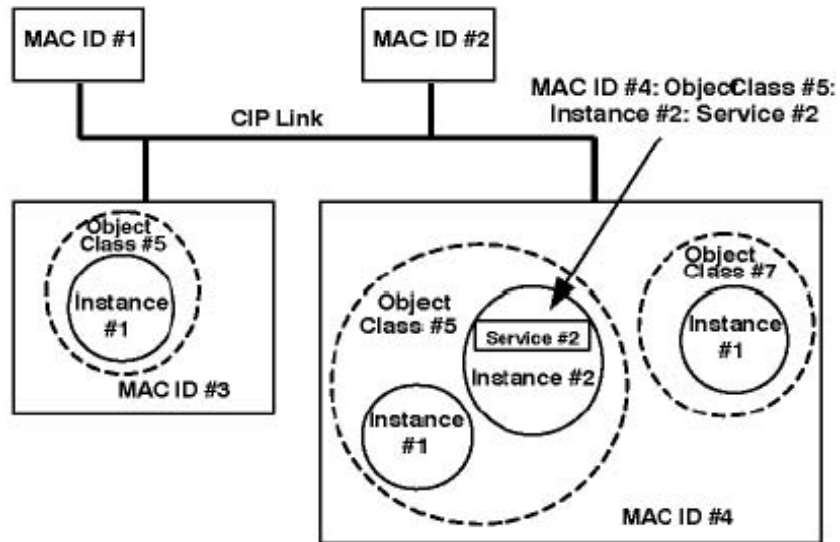 MAC ID #1
MAC ID #2
MAC ID #4: Object Class #5:
Instance #2: Service #2
CIP Link
Object
Class #5
Instance
#1
MAC ID #3
Object
Class #5
Service #2
Instance #2
Instance
#1
Object
Class #7
Instance
#1
MAC ID #4